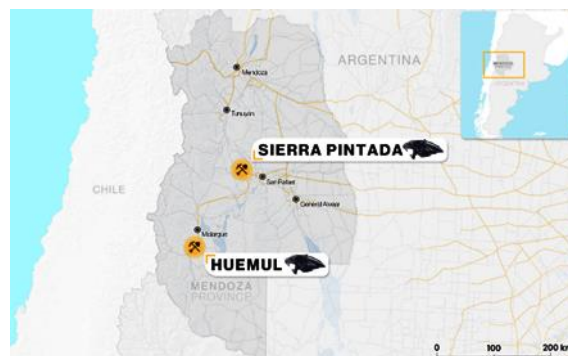 ARGENTINA
Mendoza
Tunuyán
SIERRA PINTADA
San Rafael
General Alvear
CHILE
Malargüe
HUEMUL
MENDOZA
PROVINCE
0 100 200 km